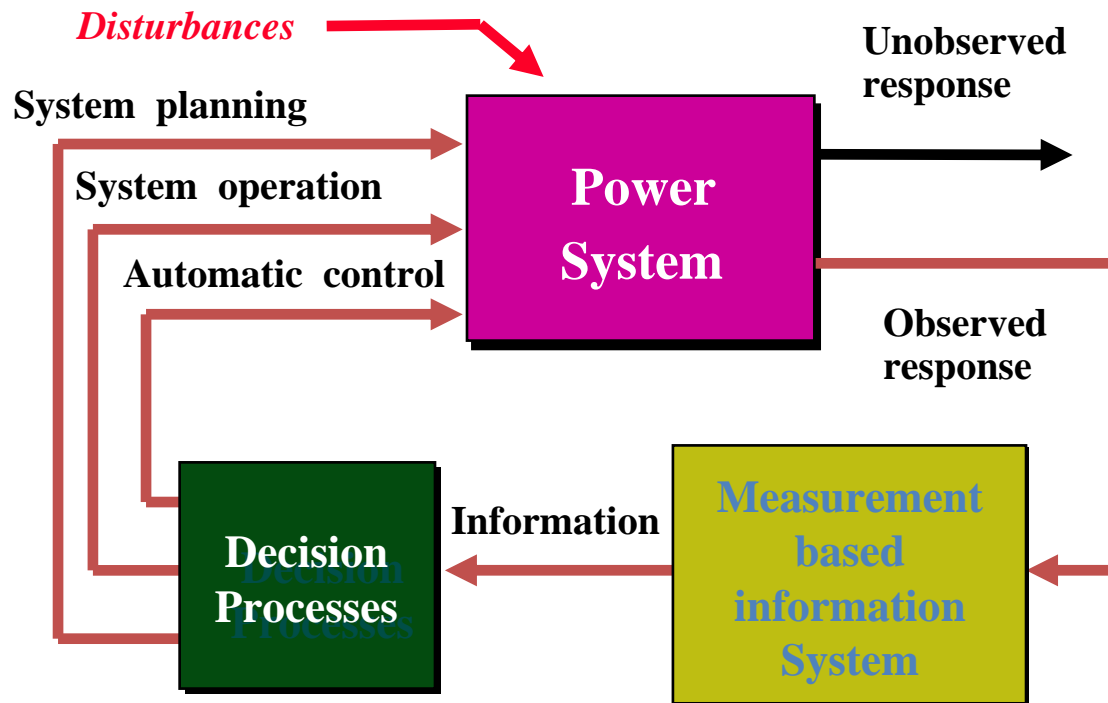 Disturbances
Unobserved
response
System planning
System operation
Automatic control
Power
System
Observed
response
Information
Decision
Processes
Measurement
based
information
System